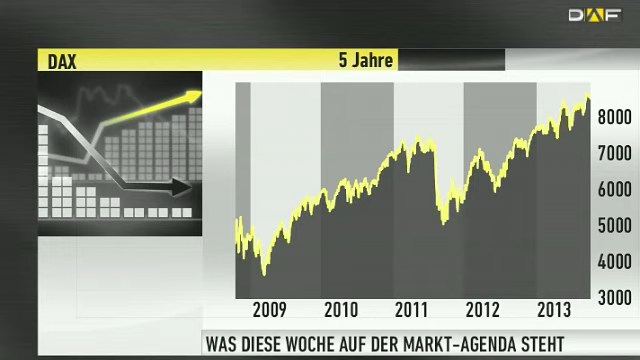 DAF
DAX 5 Jahre
8000
7000
6000
5000
4000
3000
2009 2010 2011 2012 2013
WAS DIESE WOCHE AUF DER MARKT-AGENDA STEHT